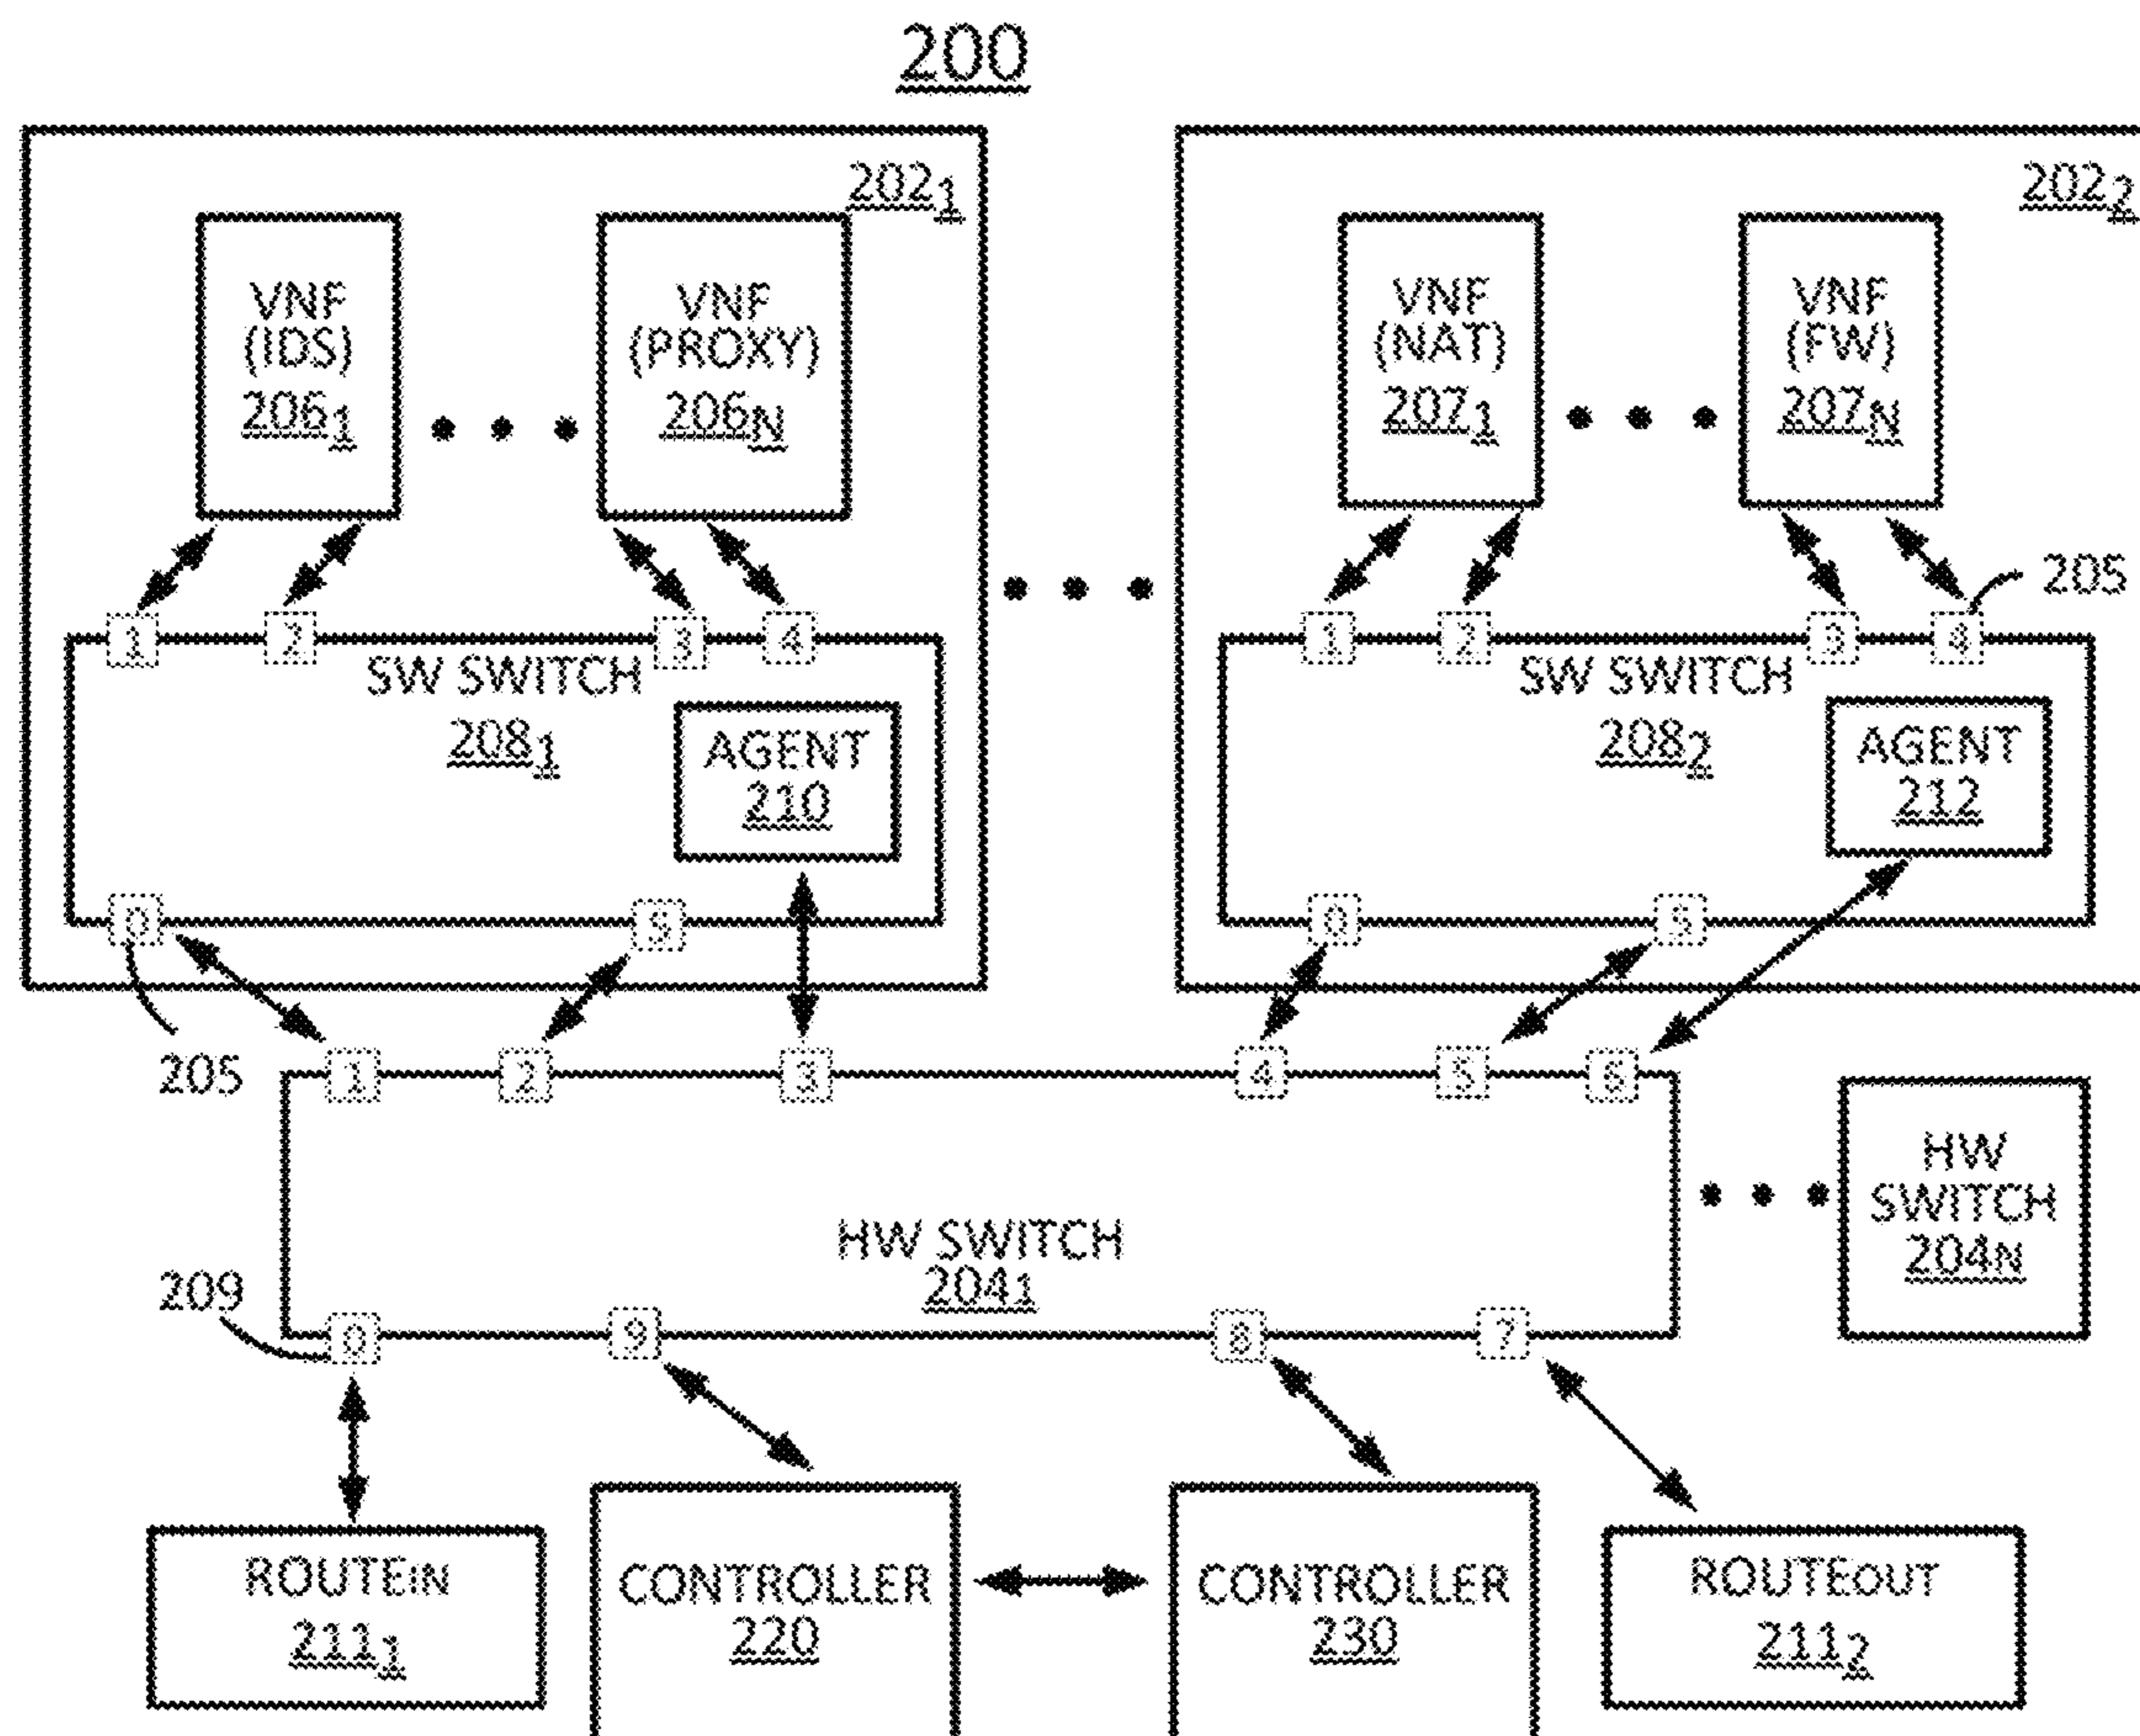 200
202₁
202₂
VNF
(IDS)
206₁
VNF
(PROXY)
206N
VNF
(NAT)
207₁
VNF
(FW)
207N
205
1 2 3 4
1 2 3 4
SW SWITCH
208₁
AGENT
210
SW SWITCH
208₂
AGENT
212
0 5
0 5
205
1 2 3 4 5 6
HW SWITCH
204₁
HW
SWITCH
204N
209
0 9 8 7
ROUTEIN
211₁
CONTROLLER
220
CONTROLLER
230
ROUTEOUT
211₂